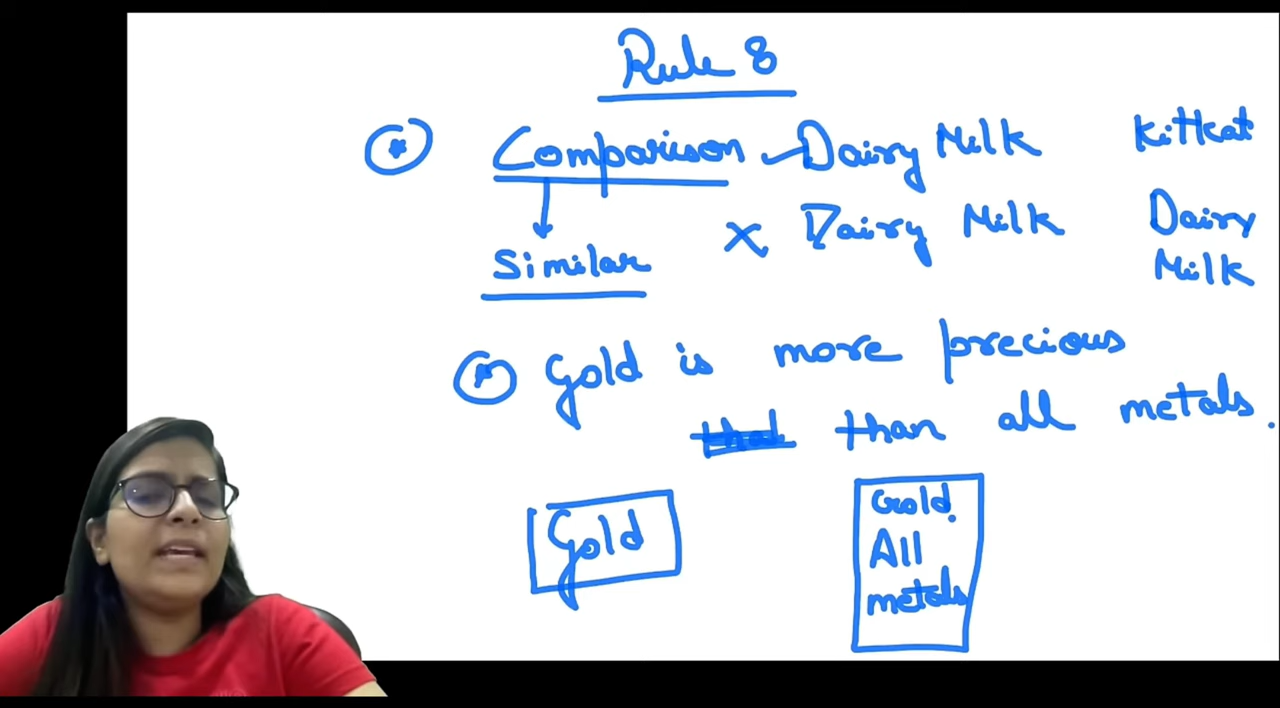 Rule 8
Comparison Dairy Milk Kitkat
Similar × Dairy Milk Dairy Milk
Gold is more precious
that than all metals.
Gold
Gold.
All
metals